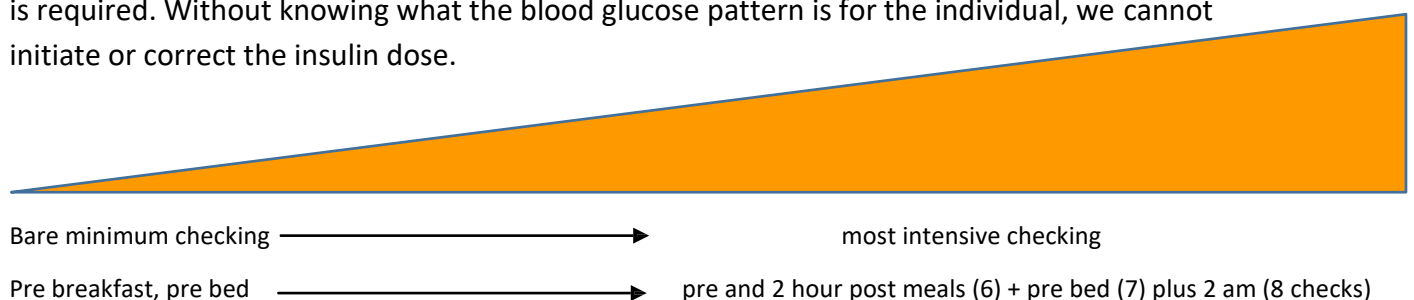 is required. Without knowing what the blood glucose pattern is for the individual, we cannot
initiate or correct the insulin dose.
Bare minimum checking most intensive checking
Pre breakfast, pre bed pre and 2 hour post meals (6) + pre bed (7) plus 2 am (8 checks)